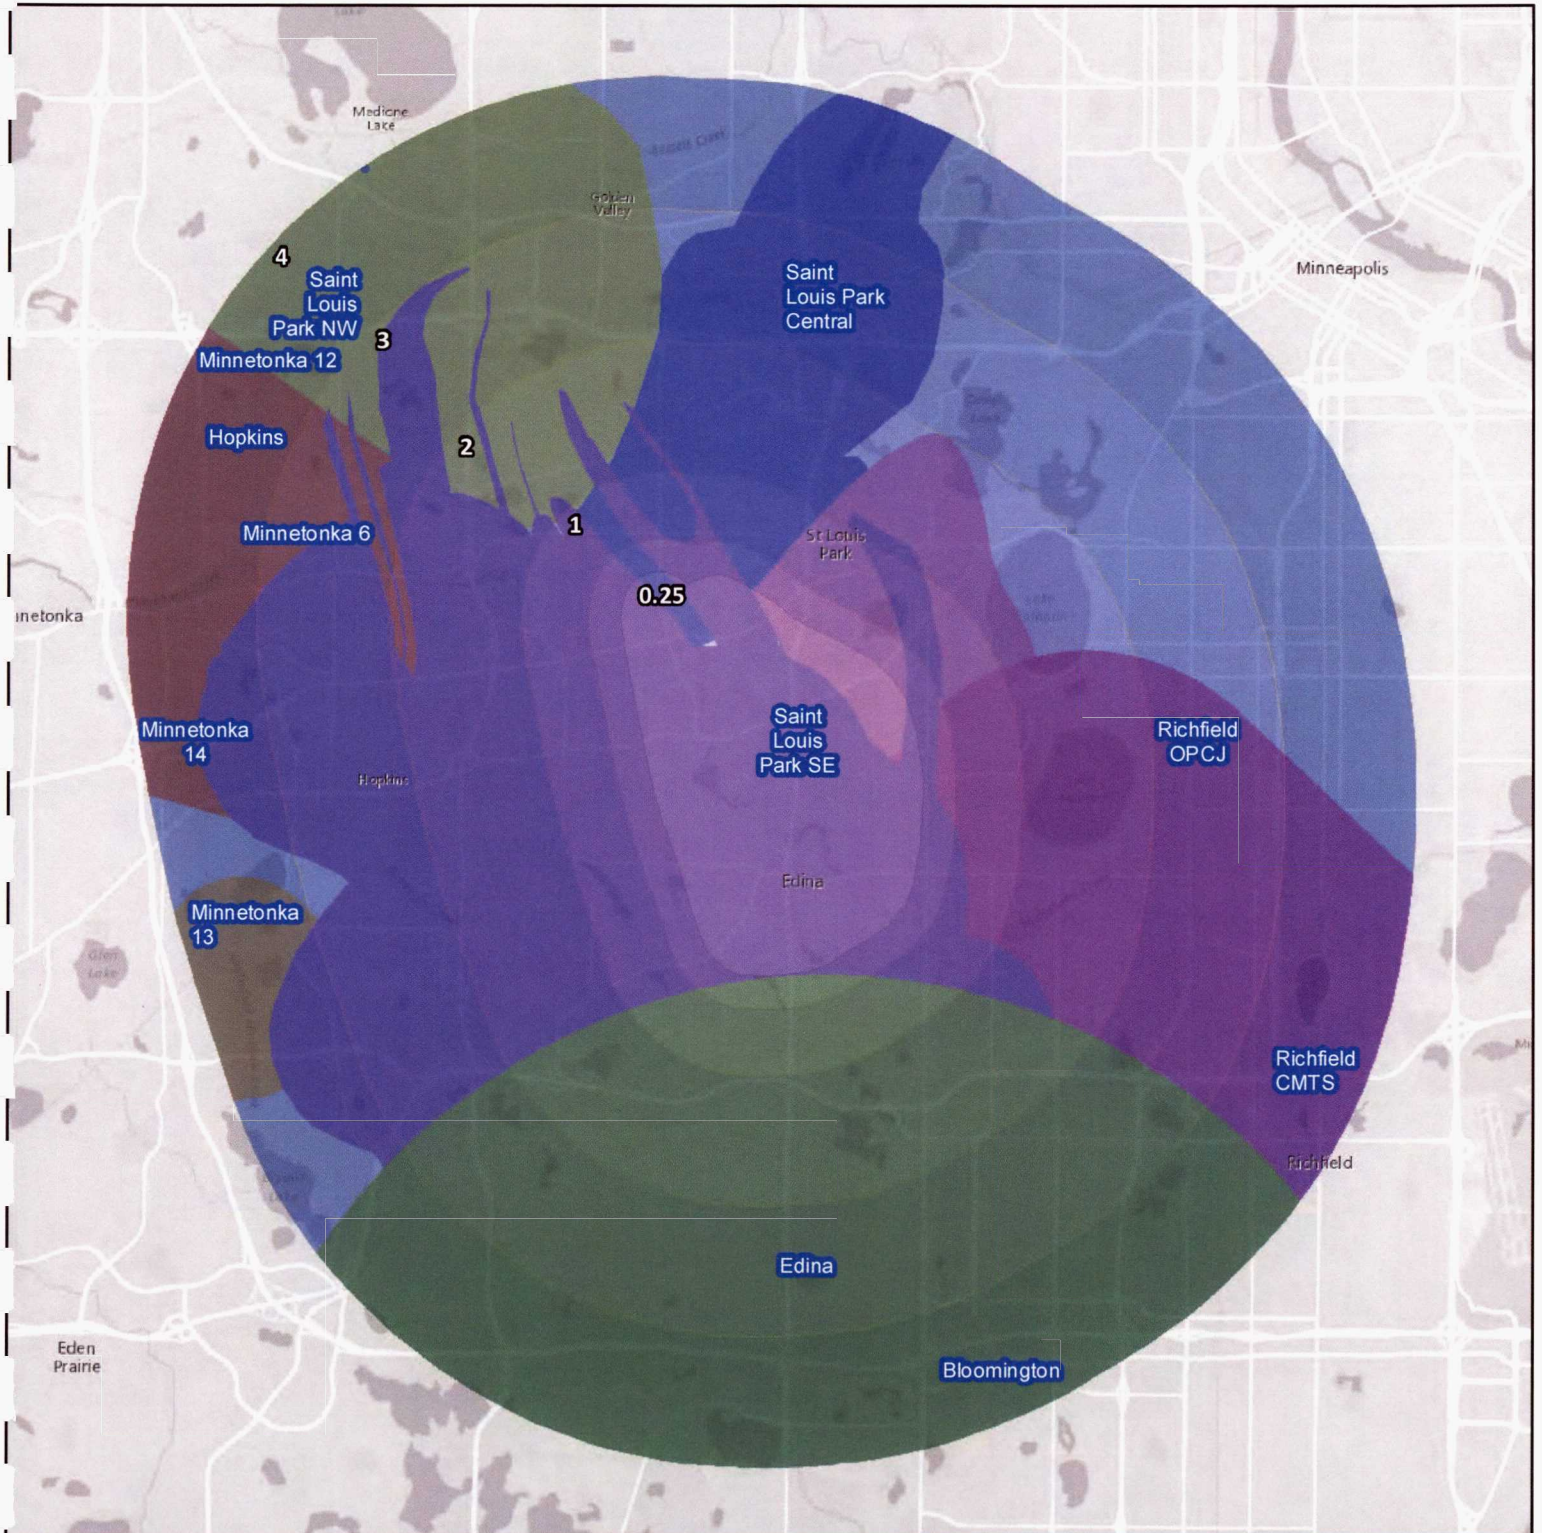 Medicine
Lake
Golden
Valley
4
Saint
Louis
Park NW
Saint
Louis Park
Central
Minneapolis
3
Minnetonka 12
Hopkins
2
1
Minnetonka 6
St Louis
Park
0.25
Saint
Louis
Park SE
Minnetonka
14
Richfield
OPCJ
Hopkins
Edina
Minnetonka
13
Glen
Lake
Richfield
CMTS
Richfield
Edina
Eden
Prairie
Bloomington